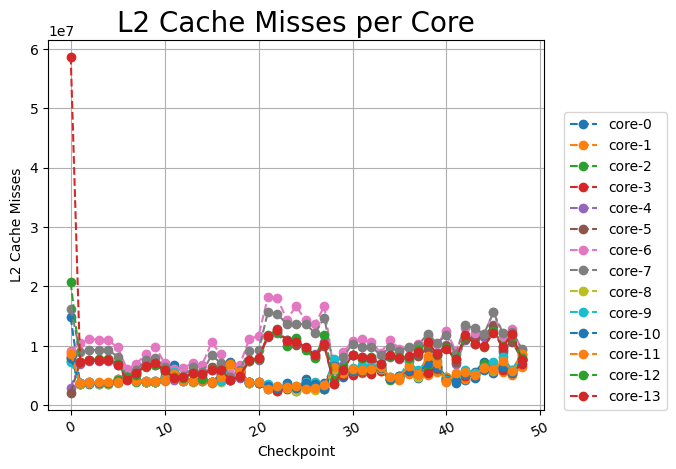 L2 Cache Misses per Core
1e7
6
5
4
3
2
1
0
L2 Cache Misses
0
10
20
30
40
50
Checkpoint
core-0
core-1
core-2
core-3
core-4
core-5
core-6
core-7
core-8
core-9
core-10
core-11
core-12
core-13